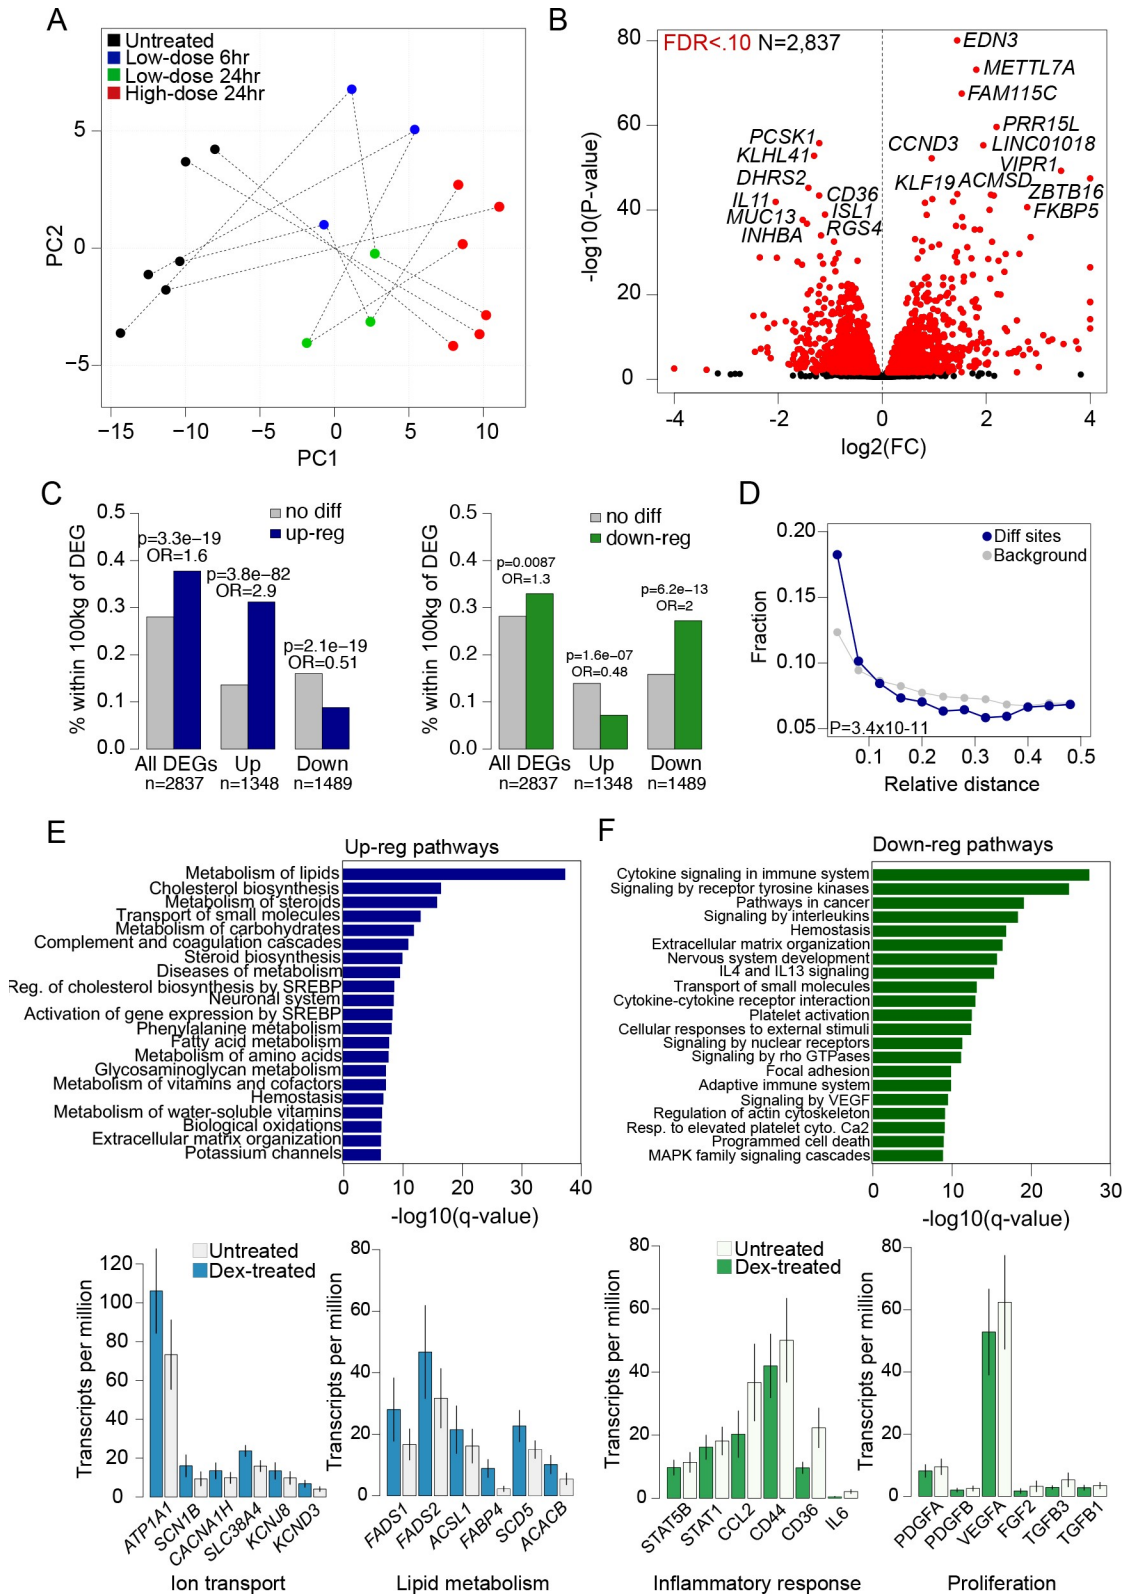 A
Untreated
Low-dose 6hr
Low-dose 24hr
High-dose 24hr
PC2
5
0
−5
−15
−10
−5
0
5
10
PC1
B
FDR<.10 N=2,837
-log10(P-value)
80
60
40
20
0
EDN3
METTL7A
FAM115C
PRR15L
LINC01018
VIPR1
ZBTB16
FKBP5
CCND3
KLF19
ACMSD
PCSK1
KLHL41
DHRS2
IL11
MUC13
INHBA
CD36
ISL1
RGS4
-4
-2
0
2
4
log2(FC)
C
% within 100kg of DEG
0.5
0.4
0.3
0.2
0.1
0.0
no diff
up-reg
p=3.3e−19
OR=1.6
p=3.8e−82
OR=2.9
p=2.1e−19
OR=0.51
All DEGs
n=2837
Up
n=1348
Down
n=1489
% within 100kg of DEG
0.5
0.4
0.3
0.2
0.1
0.0
no diff
down-reg
p=0.0087
OR=1.3
p=1.6e−07
OR=0.48
p=6.2e−13
OR=2
All DEGs
n=2837
Up
n=1348
Down
n=1489
D
Fraction
0.20
0.15
0.10
0.05
Diff sites
Background
P=3.4x10-11
0.1
0.2
0.3
0.4
0.5
Relative distance
E
Up-reg pathways
Metabolism of lipids
Cholesterol biosynthesis
Metabolism of steroids
Transport of small molecules
Metabolism of carbohydrates
Complement and coagulation cascades
Steroid biosynthesis
Diseases of metabolism
Reg. of cholesterol biosynthesis by SREBP
Neuronal system
Activation of gene expression by SREBP
Phenylalanine metabolism
Fatty acid metabolism
Metabolism of amino acids
Glycosaminoglycan metabolism
Metabolism of vitamins and cofactors
Hemostasis
Metabolism of water-soluble vitamins
Biological oxidations
Extracellular matrix organization
Potassium channels
0
10
20
30
40
-log10(q-value)
Transcripts per million
120
100
80
60
40
20
0
Untreated
Dex-treated
ATP1A1
SCN1B
CACNA1H
SLC38A4
KCNJ8
KCND3
Ion transport
Transcripts per million
80
60
40
20
0
FADS1
FADS2
ACSL1
FABP4
SCD5
ACACB
Lipid metabolism
F
Down-reg pathways
Cytokine signaling in immune system
Signaling by receptor tyrosine kinases
Pathways in cancer
Signaling by interleukins
Hemostasis
Extracellular matrix organization
Nervous system development
IL4 and IL13 signaling
Transport of small molecules
Cytokine-cytokine receptor interaction
Platelet activation
Cellular responses to external stimuli
Signaling by nuclear receptors
Signaling by rho GTPases
Focal adhesion
Adaptive immune system
Signaling by VEGF
Regulation of actin cytoskeleton
Resp. to elevated platelet cyto. Ca2
Programmed cell death
MAPK family signaling cascades
0
10
20
30
-log10(q-value)
Transcripts per million
80
60
40
20
0
Untreated
Dex-treated
STAT5B
STAT1
CCL2
CD44
CD36
IL6
Inflammatory response
Transcripts per million
80
60
40
20
0
PDGFA
PDGFB
VEGFA
FGF2
TGFB3
TGFB1
Proliferation